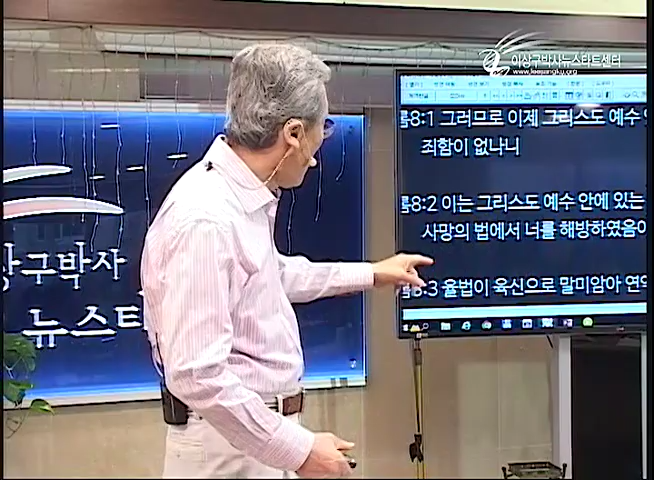 이상구박사뉴스타트센터
www.leesangku.org
롬8:1 그러므로 이제 그리스도 예수
죄함이 없나니
롬8:2 이는 그리스도 예수 안에 있는
사망의 법에서 너를 해방하였음이
롬8:3 율법이 육신으로 말미암아 연약
상구박사
뉴스타트